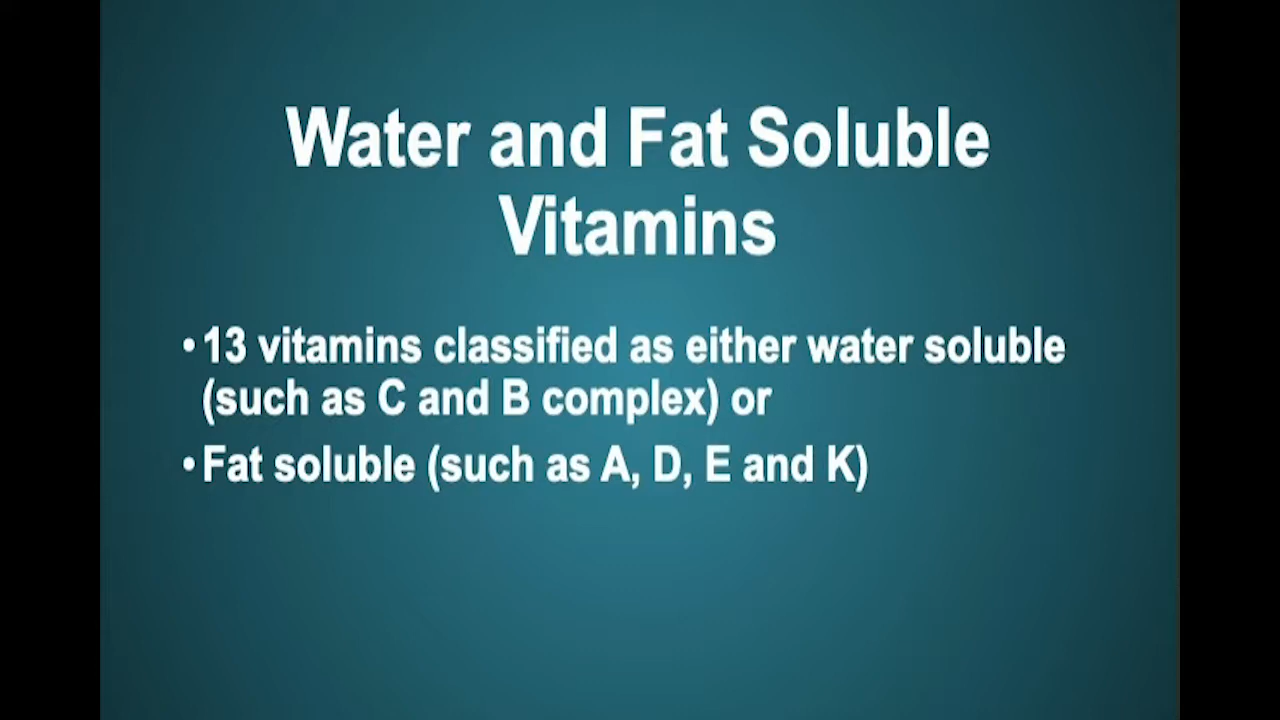 Water and Fat Soluble
Vitamins
• 13 vitamins classified as either water soluble
(such as C and B complex) or
• Fat soluble (such as A, D, E and K)